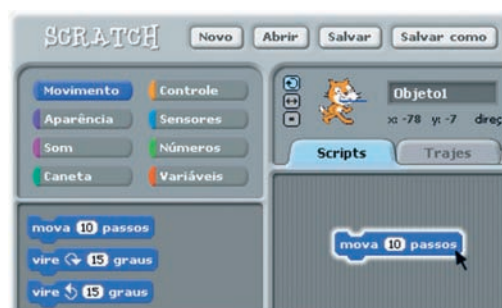 SCRATCH Novo Abrir Salvar Salvar como
Movimento Controle
Aparência Sensores
Som Números
Caneta Variáveis
Objeto1
x: -78 y: -7 direç
Scripts Trajes
mova 10 passos
vire 15 graus
vire 15 graus
mova 10 passos